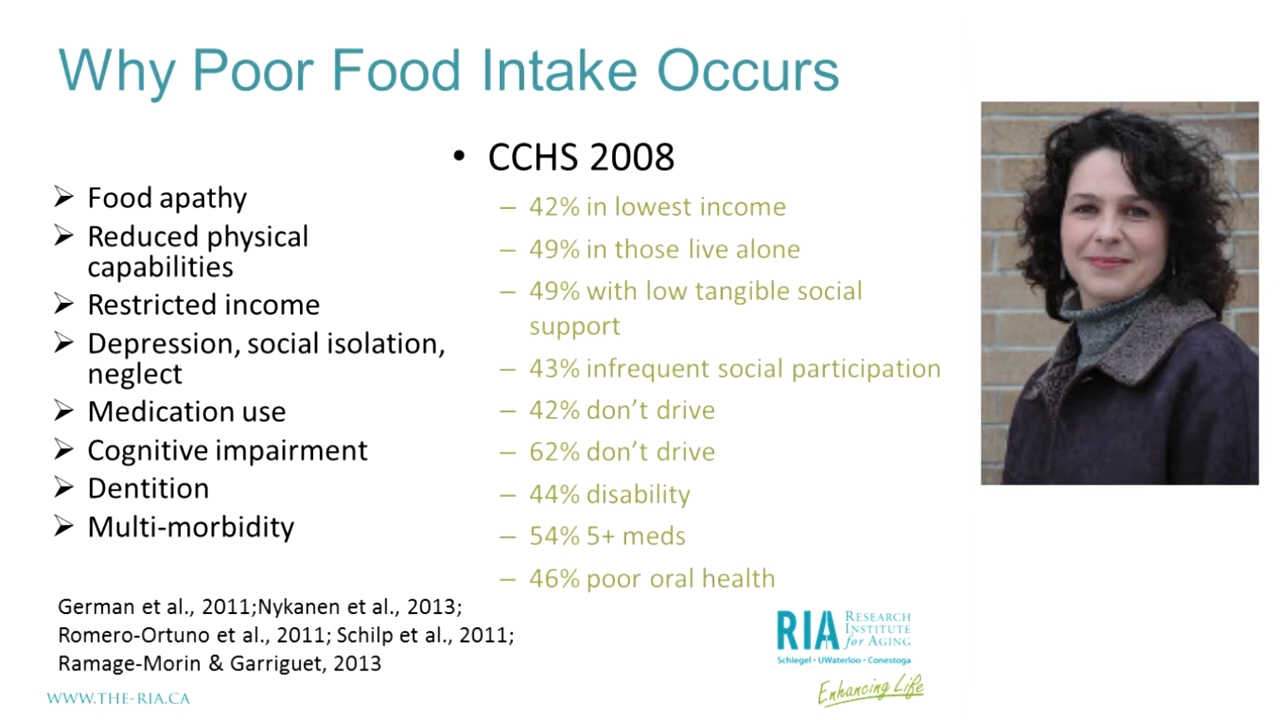 Why Poor Food Intake Occurs
➢ Food apathy
➢ Reduced physical
capabilities
➢ Restricted income
➢ Depression, social isolation,
neglect
➢ Medication use
➢ Cognitive impairment
➢ Dentition
➢ Multi-morbidity
• CCHS 2008
– 42% in lowest income
– 49% in those live alone
– 49% with low tangible social
support
– 43% infrequent social participation
– 42% don’t drive
– 62% don’t drive
– 44% disability
– 54% 5+ meds
– 46% poor oral health
German et al., 2011;Nykanen et al., 2013;
Romero-Ortuno et al., 2011; Schilp et al., 2011;
Ramage-Morin & Garriguet, 2013
WWW.THE-RIA.CA
RIA
RESEARCH
INSTITUTE
for AGING
Schlegel • UWaterloo • Conestoga
Enhancing Life